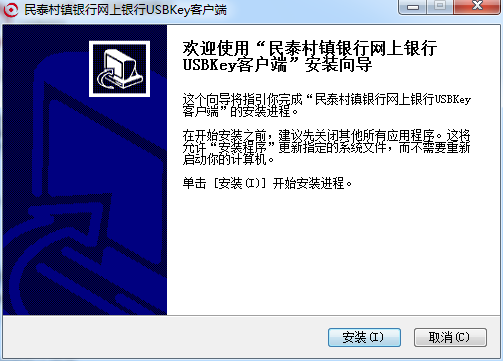 民泰村镇银行网上银行USBKey客户端
欢迎使用“民泰村镇银行网上银行
USBKey客户端”安装向导
这个向导将指引你完成“民泰村镇银行网上银行USBKey
客户端”的安装进程。
在开始安装之前，建议先关闭其他所有应用程序。这将
允许“安装程序”更新指定的系统文件，而不需要重新
启动你的计算机。
单击 [安装(I)] 开始安装进程。
安装(I)
取消(C)